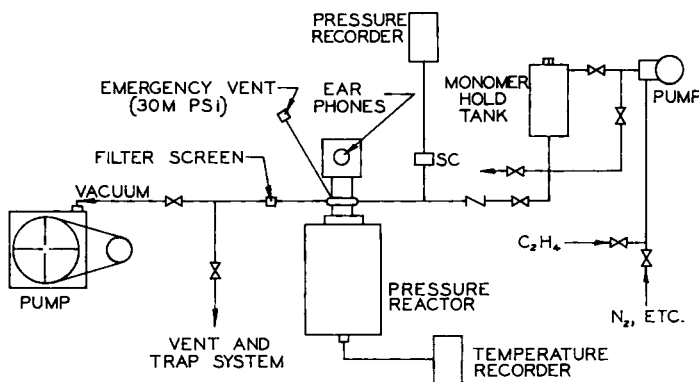 PRESSURE
RECORDER
EMERGENCY VENT
(30M PSI)
EAR
PHONES
MONOMER
HOLD
TANK
PUMP
FILTER SCREEN
SC
VACUUM
C₂H₄
PUMP
PRESSURE
REACTOR
N₂, ETC.
VENT AND
TRAP SYSTEM
TEMPERATURE
RECORDER